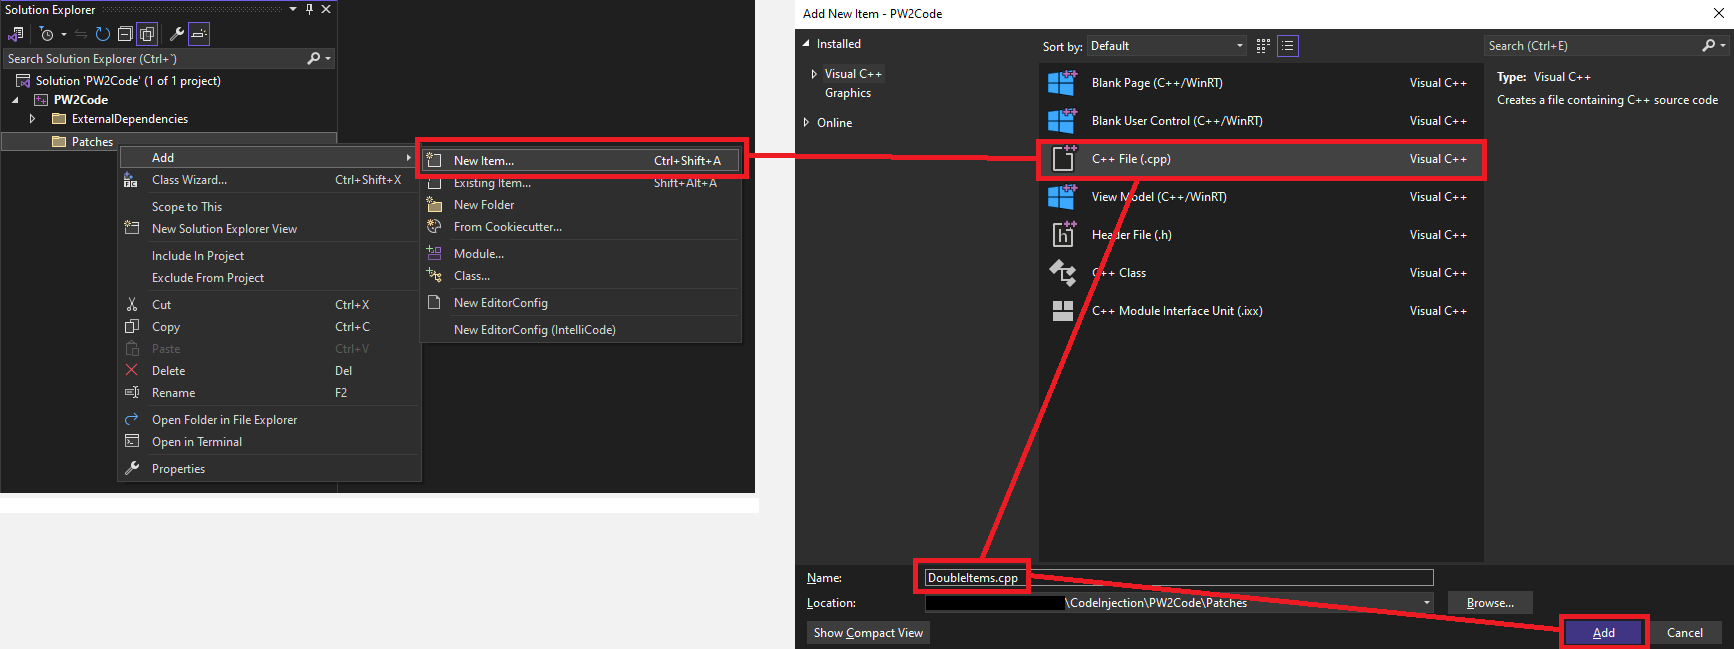 Solution Explorer
Search Solution Explorer (Ctrl+`)
Solution 'PW2Code' (1 of 1 project)
PW2Code
ExternalDependencies
Patches
Add
Class Wizard... Ctrl+Shift+X
Scope to This
New Solution Explorer View
Include In Project
Exclude From Project
Cut Ctrl+X
Copy Ctrl+C
Paste Ctrl+V
Delete Del
Rename F2
Open Folder in File Explorer
Open in Terminal
Properties
New Item... Ctrl+Shift+A
Existing Item... Shift+Alt+A
New Folder
From Cookiecutter...
Module...
Class...
New EditorConfig
New EditorConfig (IntelliCode)
Add New Item - PW2Code
Installed
Visual C++
Graphics
Online
Sort by: Default
Search (Ctrl+E)
Blank Page (C++/WinRT) Visual C++
Blank User Control (C++/WinRT) Visual C++
C++ File (.cpp) Visual C++
View Model (C++/WinRT) Visual C++
Header File (.h) Visual C++
C++ Class Visual C++
C++ Module Interface Unit (.ixx) Visual C++
Type: Visual C++
Creates a file containing C++ source code
Name: DoubleItems.cpp
Location: \CodeInjection\PW2Code\Patches
Browse...
Show Compact View
Add
Cancel